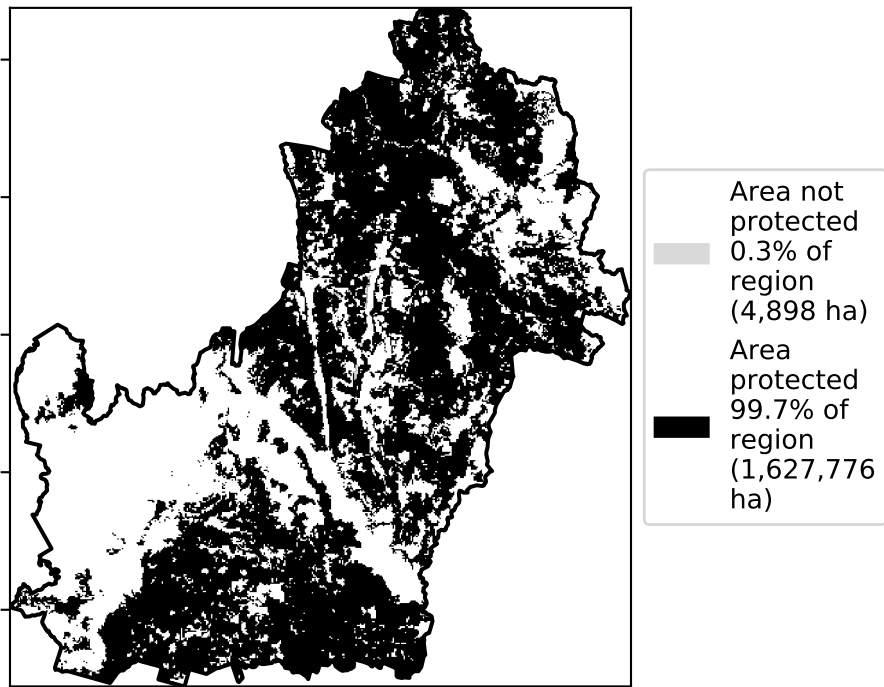 Area not
protected
0.3% of
region
(4,898 ha)
Area
protected
99.7% of
region
(1,627,776
ha)